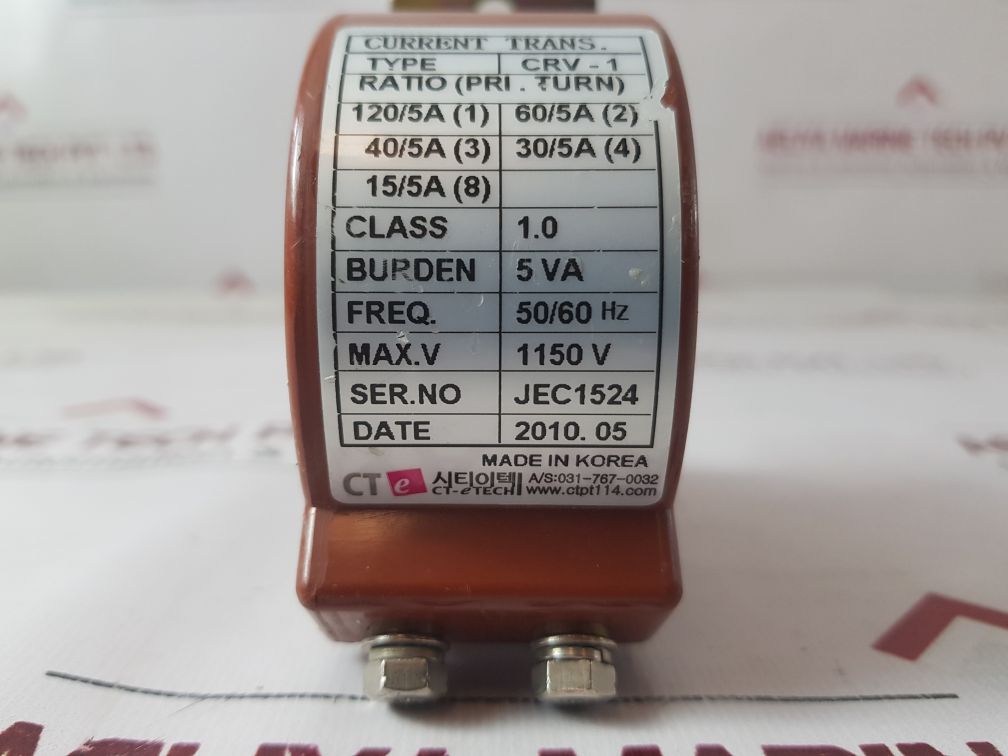 CURRENT TRANS.
TYPE CRV - 1
RATIO (PRI . TURN)
120/5A (1) 60/5A (2)
40/5A (3) 30/5A (4)
15/5A (8)
CLASS 1.0
BURDEN 5 VA
FREQ. 50/60 Hz
MAX.V 1150 V
SER.NO JEC1524
DATE 2010. 05
MADE IN KOREA
CT e 시티이텍 A/S:031-767-0032
CT-eTECH www.ctpt114.com